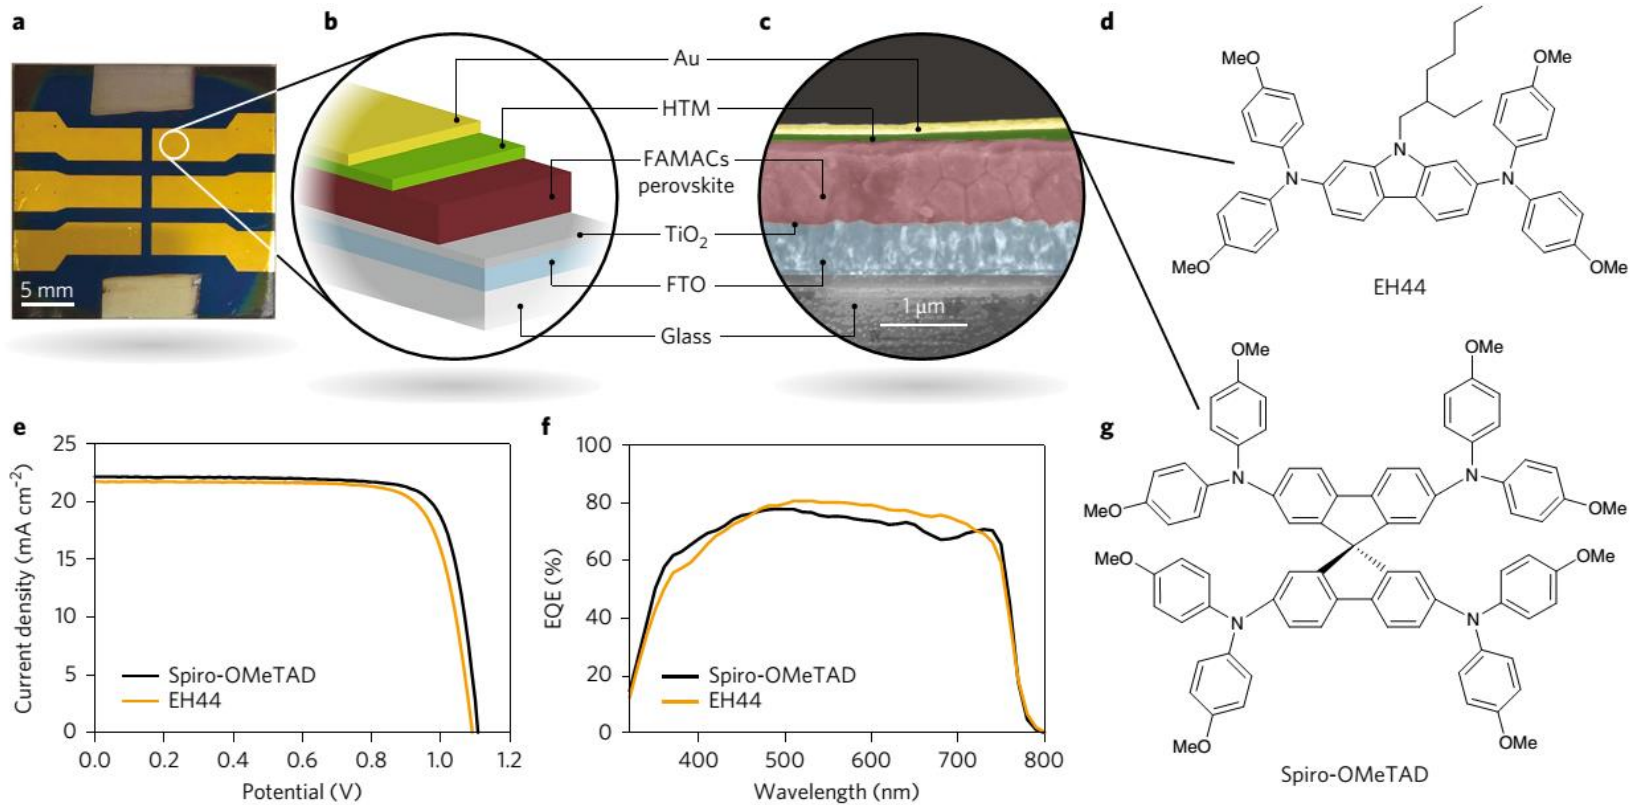 a
b
c
d
Au
HTM
FAMACs
perovskite
TiO2
FTO
Glass
5 mm
1 µm
MeO
OMe
N
N
N
MeO
OMe
EH44
e
f
g
25
20
15
10
5
0
0.0 0.2 0.4 0.6 0.8 1.0 1.2
Current density (mA cm-2)
Potential (V)
Spiro-OMeTAD
EH44
100
80
60
40
20
0
400 500 600 700 800
EQE (%)
Wavelength (nm)
Spiro-OMeTAD
EH44
OMe
OMe
N
N
MeO
OMe
MeO
OMe
N
N
MeO
OMe
Spiro-OMeTAD